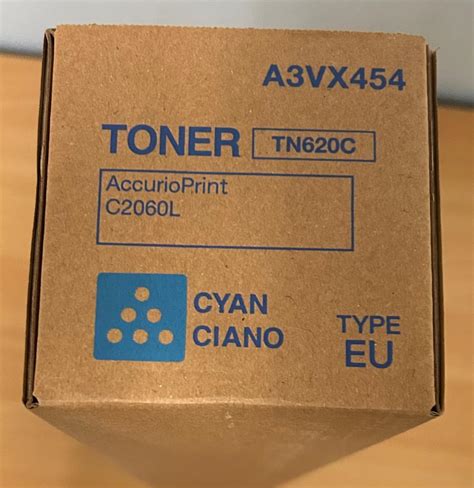 A3VX454
TONER TN620C
AccurioPrint
C2060L
CYAN
CIANO
TYPE
EU